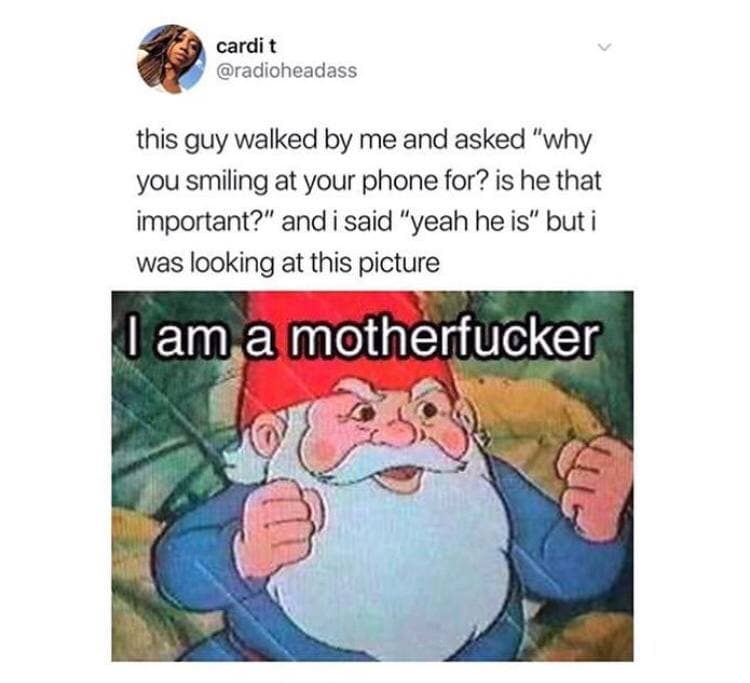 cardi t
@radioheadass
this guy walked by me and asked "why
you smiling at your phone for? is he that
important?" and i said "yeah he is" but i
was looking at this picture
I am a motherfucker